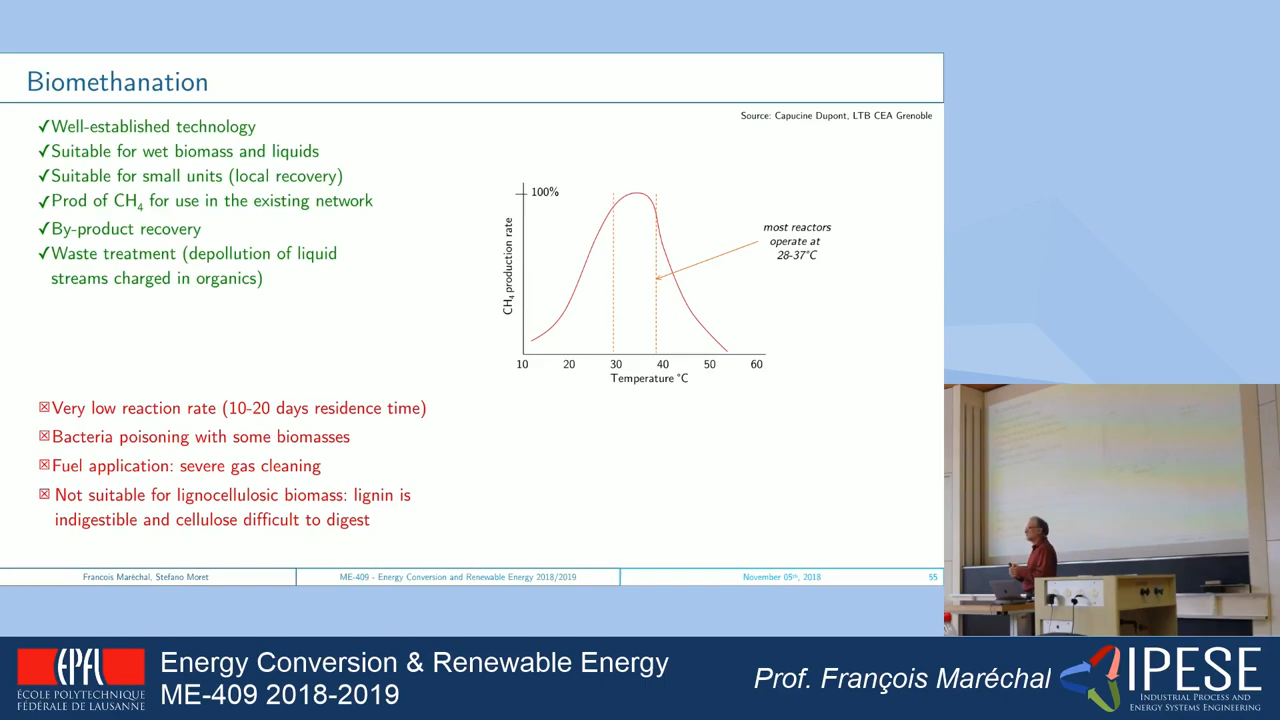 Biomethanation
Source: Capucine Dupont, LTB CEA Grenoble
✓Well-established technology
✓Suitable for wet biomass and liquids
✓Suitable for small units (local recovery)
✓Prod of CH4 for use in the existing network
✓By-product recovery
✓Waste treatment (depollution of liquid
streams charged in organics)
100%
CH4 production rate
most reactors
operate at
28-37°C
10 20 30 40 50 60
Temperature °C
☒Very low reaction rate (10-20 days residence time)
☒Bacteria poisoning with some biomasses
☒Fuel application: severe gas cleaning
☒ Not suitable for lignocellulosic biomass: lignin is
indigestible and cellulose difficult to digest
Francois Maréchal, Stefano Moret
ME-409 - Energy Conversion and Renewable Energy 2018/2019
November 05th, 2018
55
EPFL
ÉCOLE POLYTECHNIQUE
FÉDÉRALE DE LAUSANNE
Energy Conversion & Renewable Energy
ME-409 2018-2019
Prof. François Maréchal
IPESE
INDUSTRIAL PROCESS AND
ENERGY SYSTEMS ENGINEERING